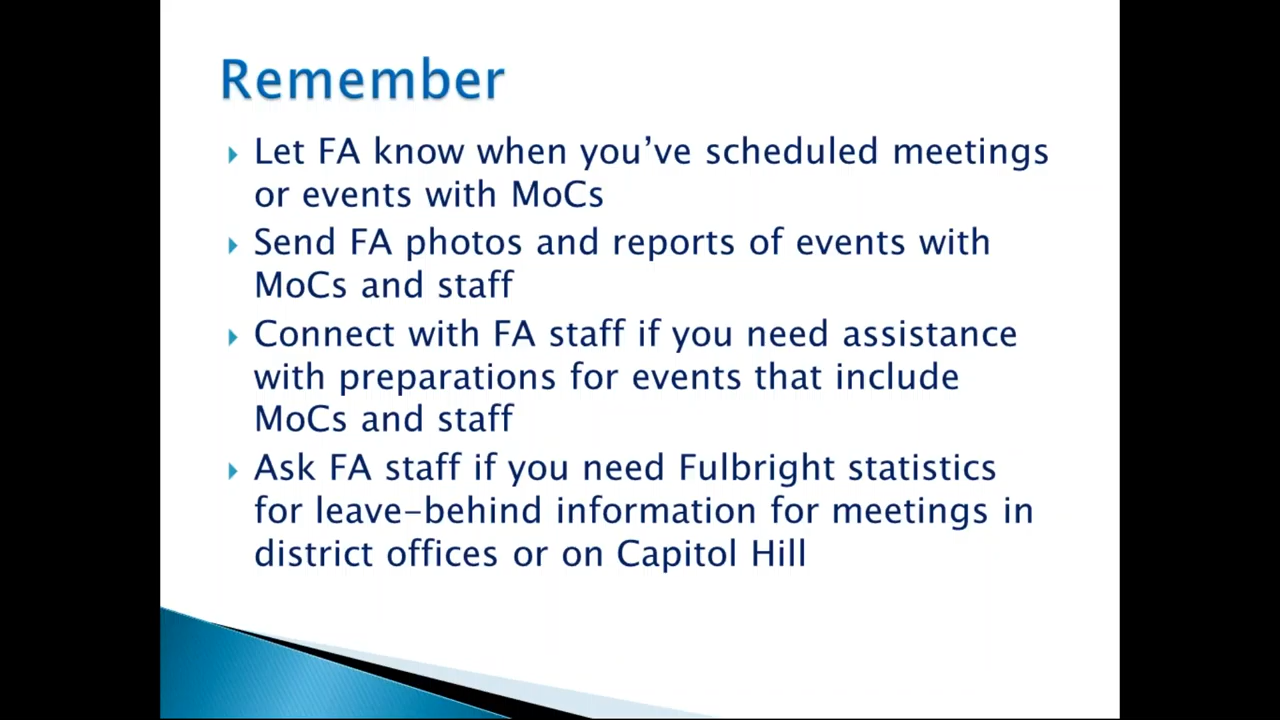 Remember
Let FA know when you’ve scheduled meetings
or events with MoCs
Send FA photos and reports of events with
MoCs and staff
Connect with FA staff if you need assistance
with preparations for events that include
MoCs and staff
Ask FA staff if you need Fulbright statistics
for leave-behind information for meetings in
district offices or on Capitol Hill